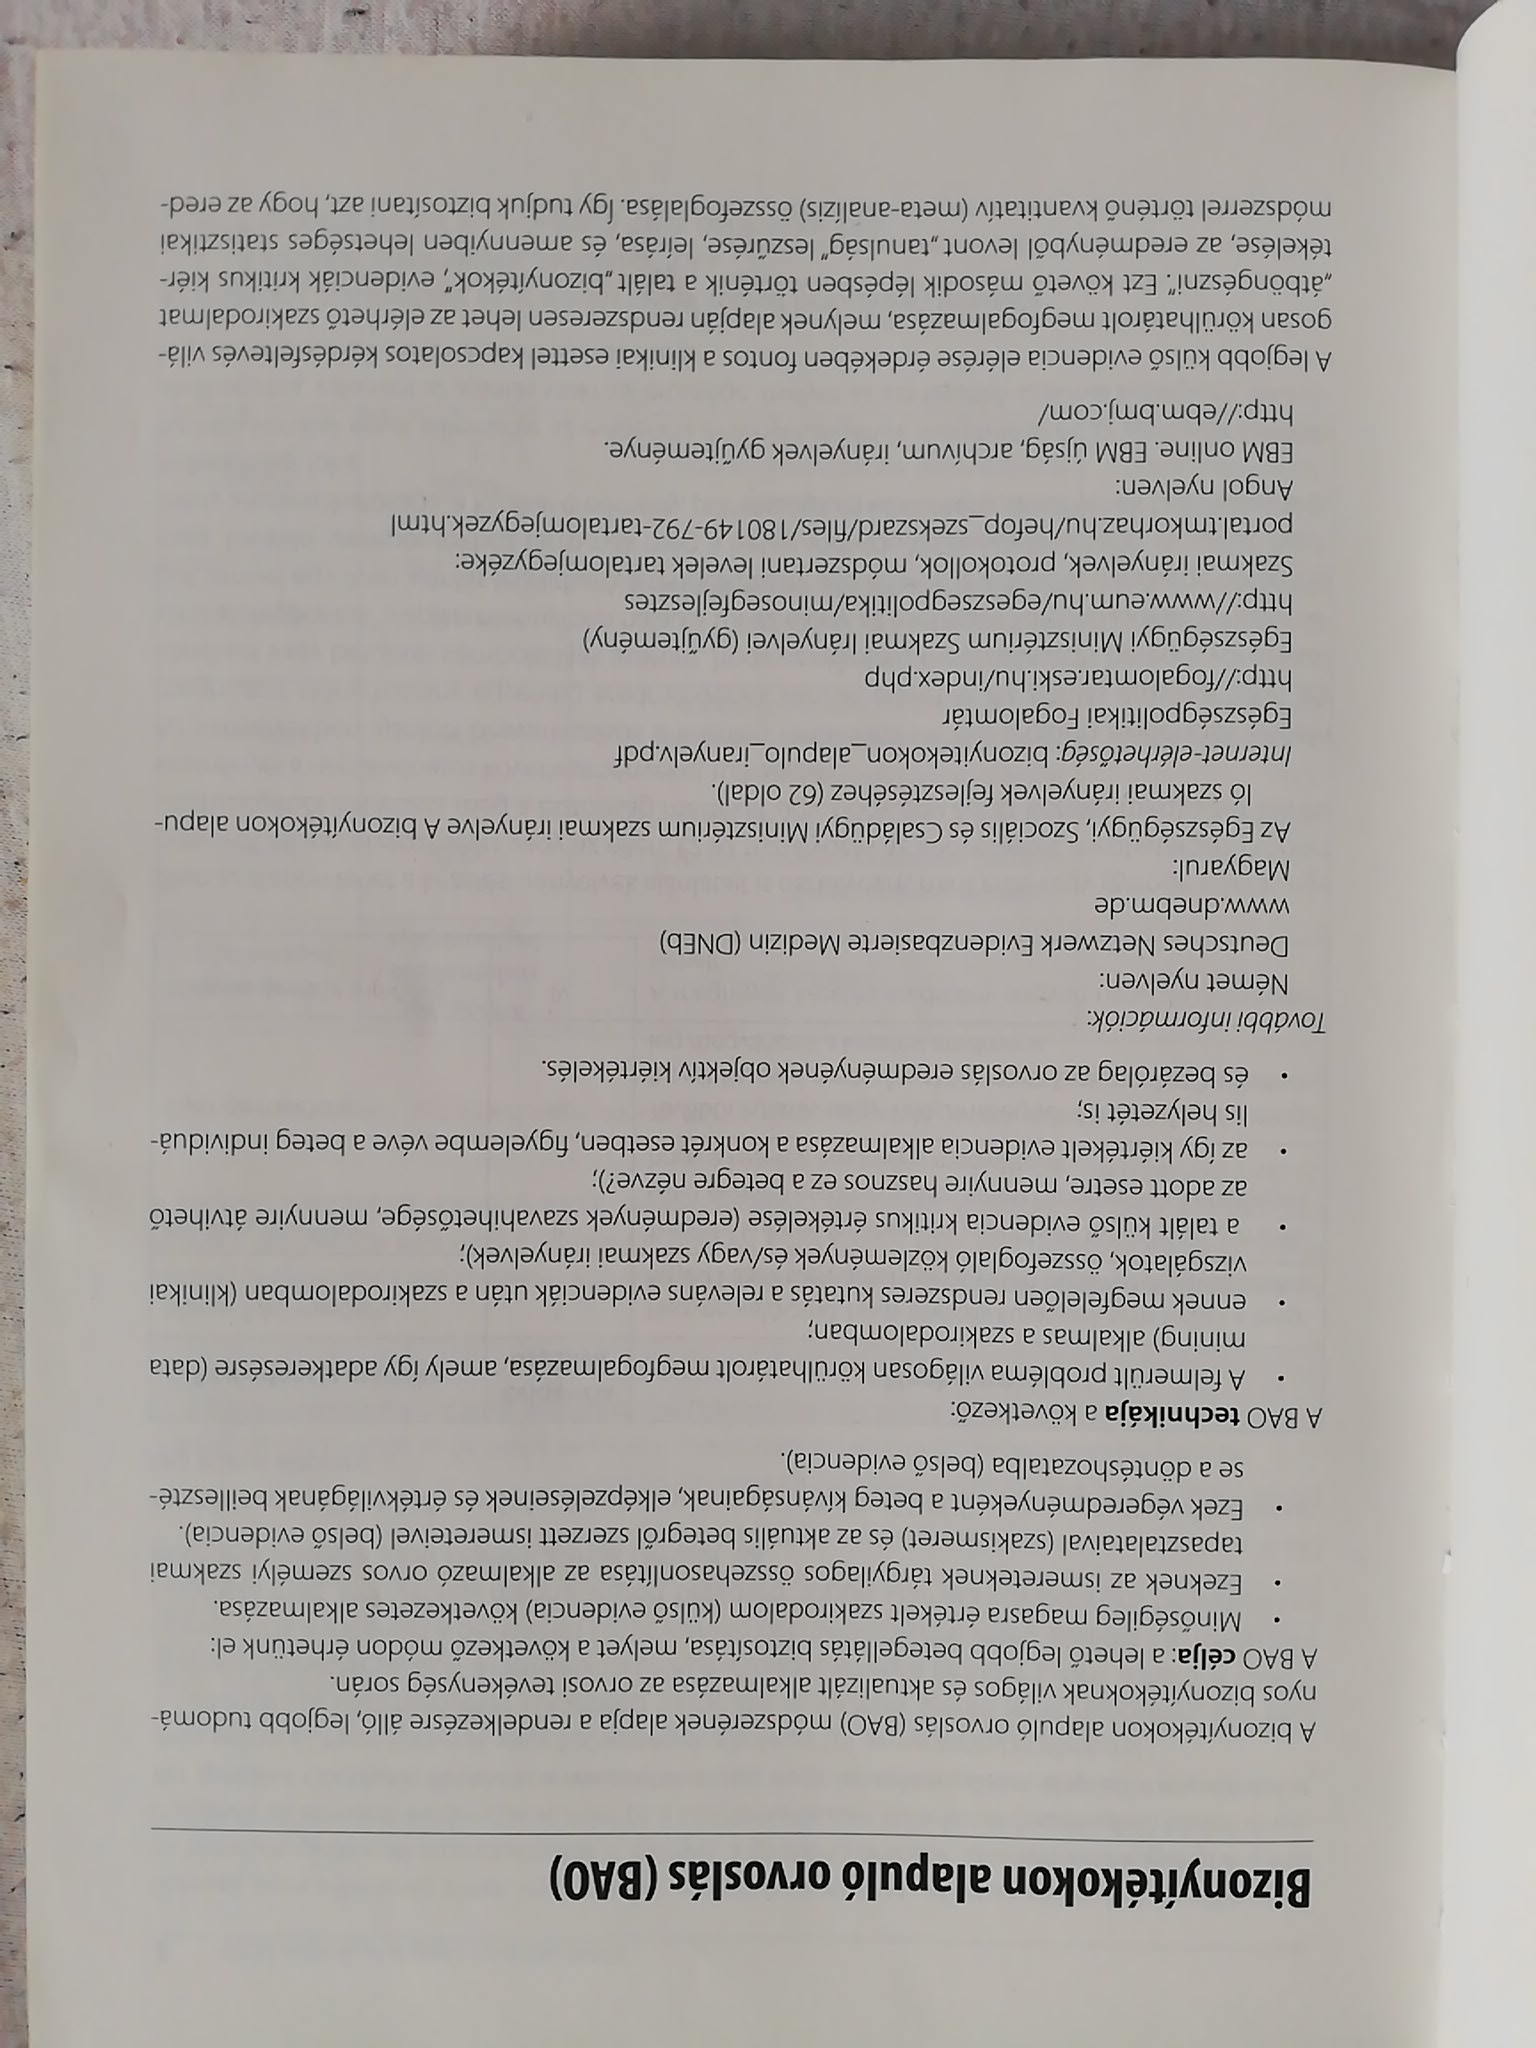 Bizonyítékokon alapuló orvoslás (BAO)
A bizonyítékokon alapuló orvoslás (BAO) módszerének alapja a rendelkezésre álló, legjobb tudomá-
nyos bizonyítékoknak világos és aktualizált alkalmazása az orvosi tevékenység során.
A BAO célja: a lehető legjobb betegellátás biztosítása, melyet a következő módon érhetünk el:
• Minőségileg magasra értékelt szakirodalom (külső evidencia) következetes alkalmazása.
• Ezeknek az ismereteknek tárgyilagos összehasonlítása az alkalmazó orvos személyi szakmai
tapasztalataival (szakismeret) és az aktuális betegről szerzett ismereteivel (belső evidencia).
• Ezek végeredményeként a beteg kívánságainak, elképzeléseinek és értékvilágának beilleszté-
se a döntéshozatalba (belső evidencia).
A BAO technikája a következő:
• A felmerült probléma világosan körülhatárolt megfogalmazása, amely így adatkeresésre (data
mining) alkalmas a szakirodalomban;
• ennek megfelelően rendszeres kutatás a releváns evidenciák után a szakirodalomban (klinikai
vizsgálatok, összefoglaló közlemények és/vagy szakmai irányelvek);
• a talált külső evidencia kritikus értékelése (eredmények szavahihetősége, mennyire átvihető
az adott esetre, mennyire hasznos ez a betegre nézve?);
• az így kiértékelt evidencia alkalmazása a konkrét esetben, figyelembe véve a beteg individuá-
lis helyzetét is;
• és bezárólag az orvoslás eredményének objektív kiértékelés.
További információk:
Német nyelven:
Deutsches Netzwerk Evidenzbasierte Medizin (DNEb)
www.dnebm.de
Magyarul:
Az Egészségügyi, Szociális és Családügyi Minisztérium szakmai irányelve A bizonyítékokon alapu-
ló szakmai irányelvek fejlesztéséhez (62 oldal).
Internet-elérhetőség: bizonyitekokon_alapulo_iranyelv.pdf
Egészségpolitikai Fogalomtár
http://fogalomtar.eski.hu/index.php
Egészségügyi Minisztérium Szakmai Irányelvei (gyűjtemény)
http://www.eum.hu/egeszsegpolitika/minosegfejlesztes
Szakmai irányelvek, protokollok, módszertani levelek tartalomjegyzéke:
portal.tmkorhaz.hu/hefop_szekszard/files/180149-792-tartalomjegyzek.html
Angol nyelven:
EBM online. EBM újság, archívum, irányelvek gyűjteménye.
http://ebm.bmj.com/
A legjobb külső evidencia elérése érdekében fontos a klinikai esettel kapcsolatos kérdésfeltevés vilá-
gosan körülhatárolt megfogalmazása, melynek alapján rendszeresen lehet az elérhető szakirodalmat
„átböngészni”. Ezt követő második lépésben történik a talált „bizonyítékok”, evidenciák kritikus kiér-
tékelése, az eredményből levont „tanulság” leszűrése, leírása, és amennyiben lehetséges statisztikai
módszerrel történő kvantitatív (meta-analízis) összefoglalása. Így tudjuk biztosítani azt, hogy az ered-